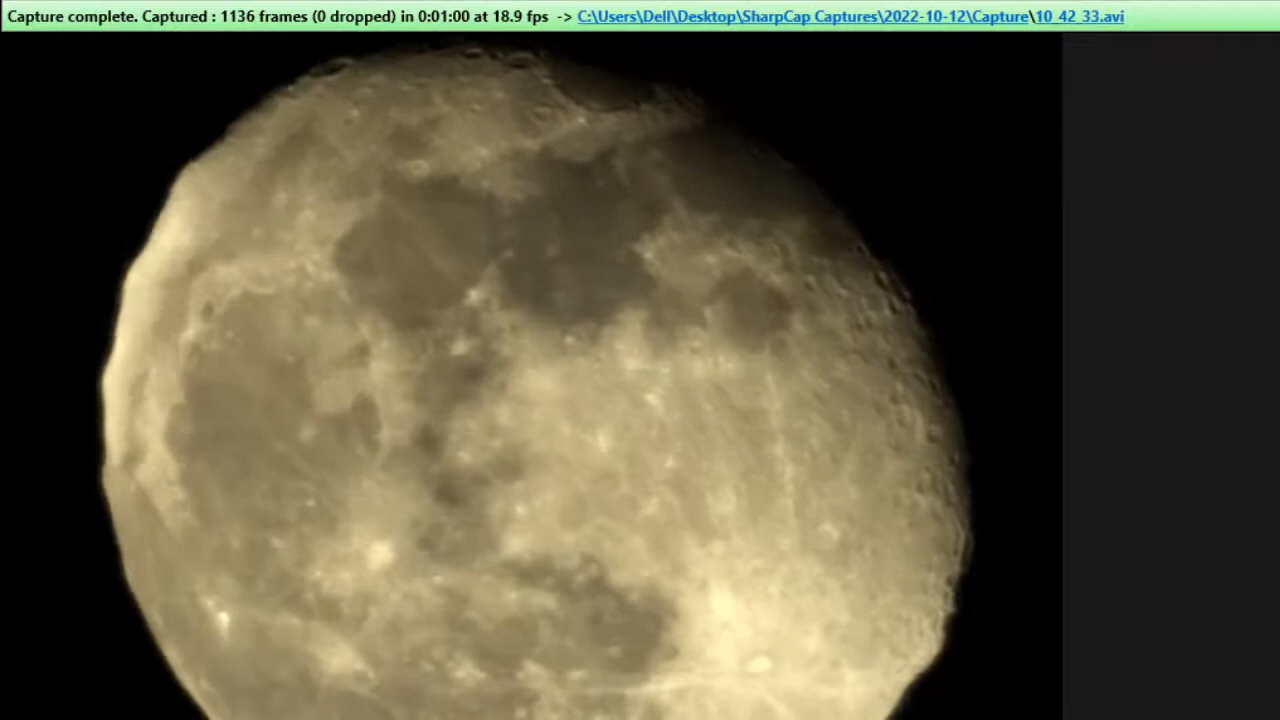 Capture complete. Captured : 1136 frames (0 dropped) in 0:01:00 at 18.9 fps -> C:\Users\Dell\Desktop\SharpCap Captures\2022-10-12\Capture\10_42_33.avi